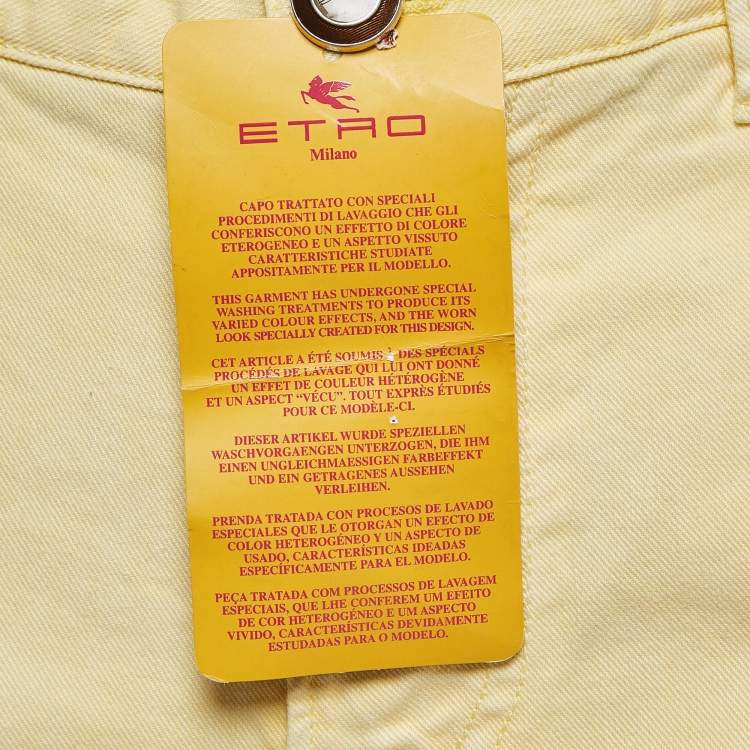 ETRO
Milano
CAPO TRATTATO CON SPECIALI
PROCEDIMENTI DI LAVAGGIO CHE GLI
CONFERISCONO UN EFFETTO DI COLORE
ETEROGENEO E UN ASPETTO VISSUTO
CARATTERISTICHE STUDIATE
APPOSITAMENTE PER IL MODELLO.
THIS GARMENT HAS UNDERGONE SPECIAL
WASHING TREATMENTS TO PRODUCE ITS
VARIED COLOUR EFFECTS, AND THE WORN
LOOK SPECIALLY CREATED FOR THIS DESIGN.
CET ARTICLE A ÉTÉ SOUMIS DES SPÉCIALS
PROCÉDÉS DE LAVAGE QUI LUI ONT DONNÉ
UN EFFET DE COULEUR HÉTÉROGÈNE
ET UN ASPECT “VÉCU”. TOUT EXPRÈS ÉTUDIÉS
POUR CE MODÈLE-CI.
DIESER ARTIKEL WURDE SPEZIELLEN
WASCHVORGAENGEN UNTERZOGEN, DIE IHM
EINEN UNGLEICHMAESSIGEN FARBEFFEKT
UND EIN GETRAGENES AUSSEHEN
VERLEIHEN.
PRENDA TRATADA CON PROCESOS DE LAVADO
ESPECIALES QUE LE OTORGAN UN EFECTO DE
COLOR HETEROGÉNEO Y UN ASPECTO DE
USADO, CARACTERÍSTICAS IDEADAS
ESPECÍFICAMENTE PARA EL MODELO.
PEÇA TRATADA COM PROCESSOS DE LAVAGEM
ESPECIAIS, QUE LHE CONFEREM UM EFEITO
DE COR HETEROGÉNEO E UM ASPECTO
VIVIDO, CARACTERÍSTICAS DEVIDAMENTE
ESTUDADAS PARA O MODELO.